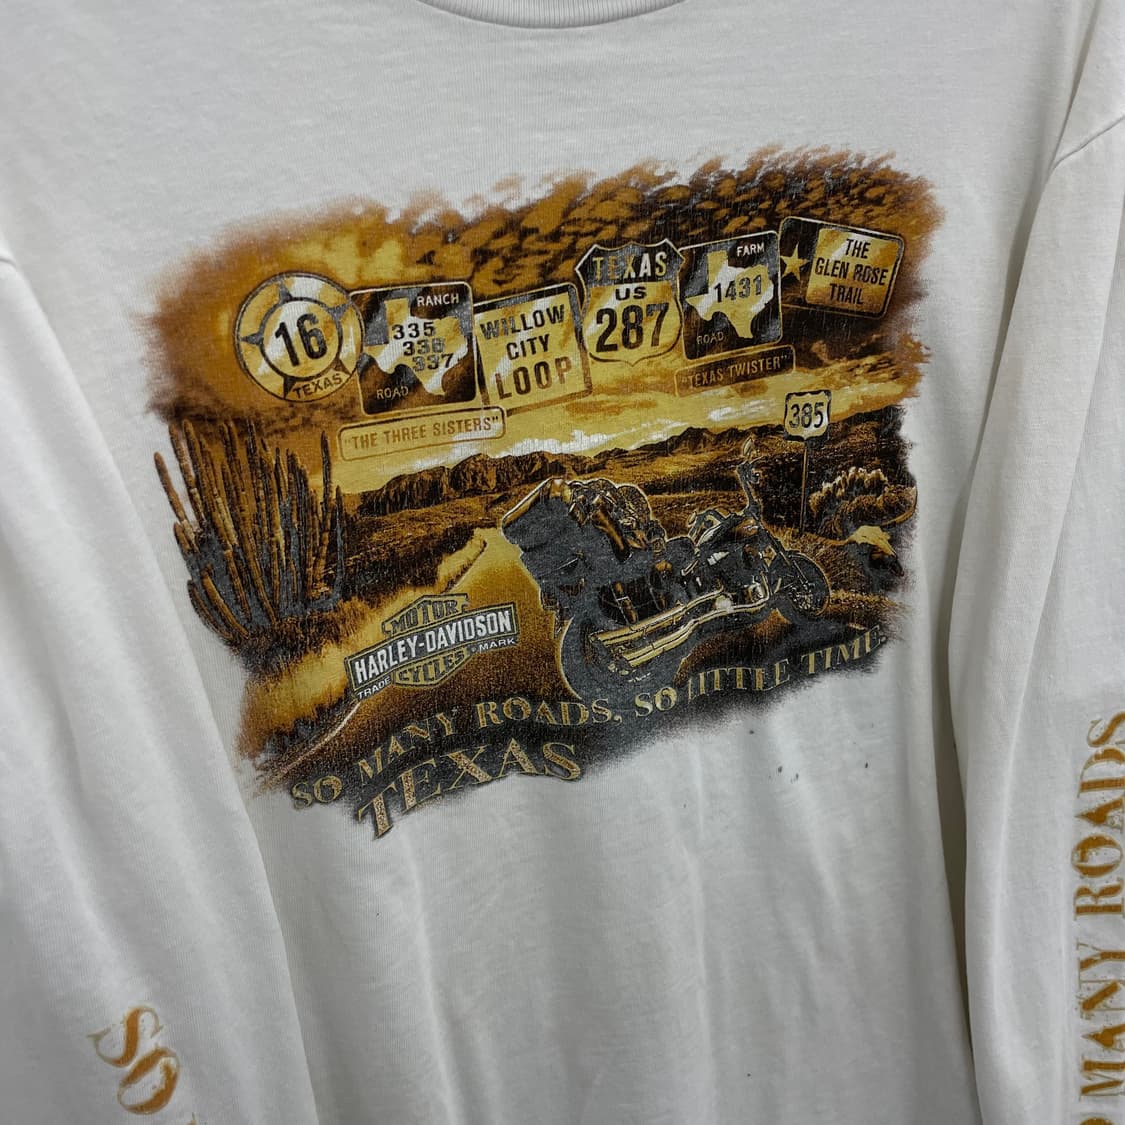 16
TEXAS
RANCH
335
336
337
ROAD
"THE THREE SISTERS"
WILLOW
CITY
LOOP
TEXAS
US
287
FARM
1431
ROAD
"TEXAS TWISTER"
THE
GLEN ROSE
TRAIL
385
MOTOR
HARLEY-DAVIDSON
TRADE MARK
CYCLES
SO MANY ROADS, SO LITTLE TIME
TEXAS
SO
MANY ROADS